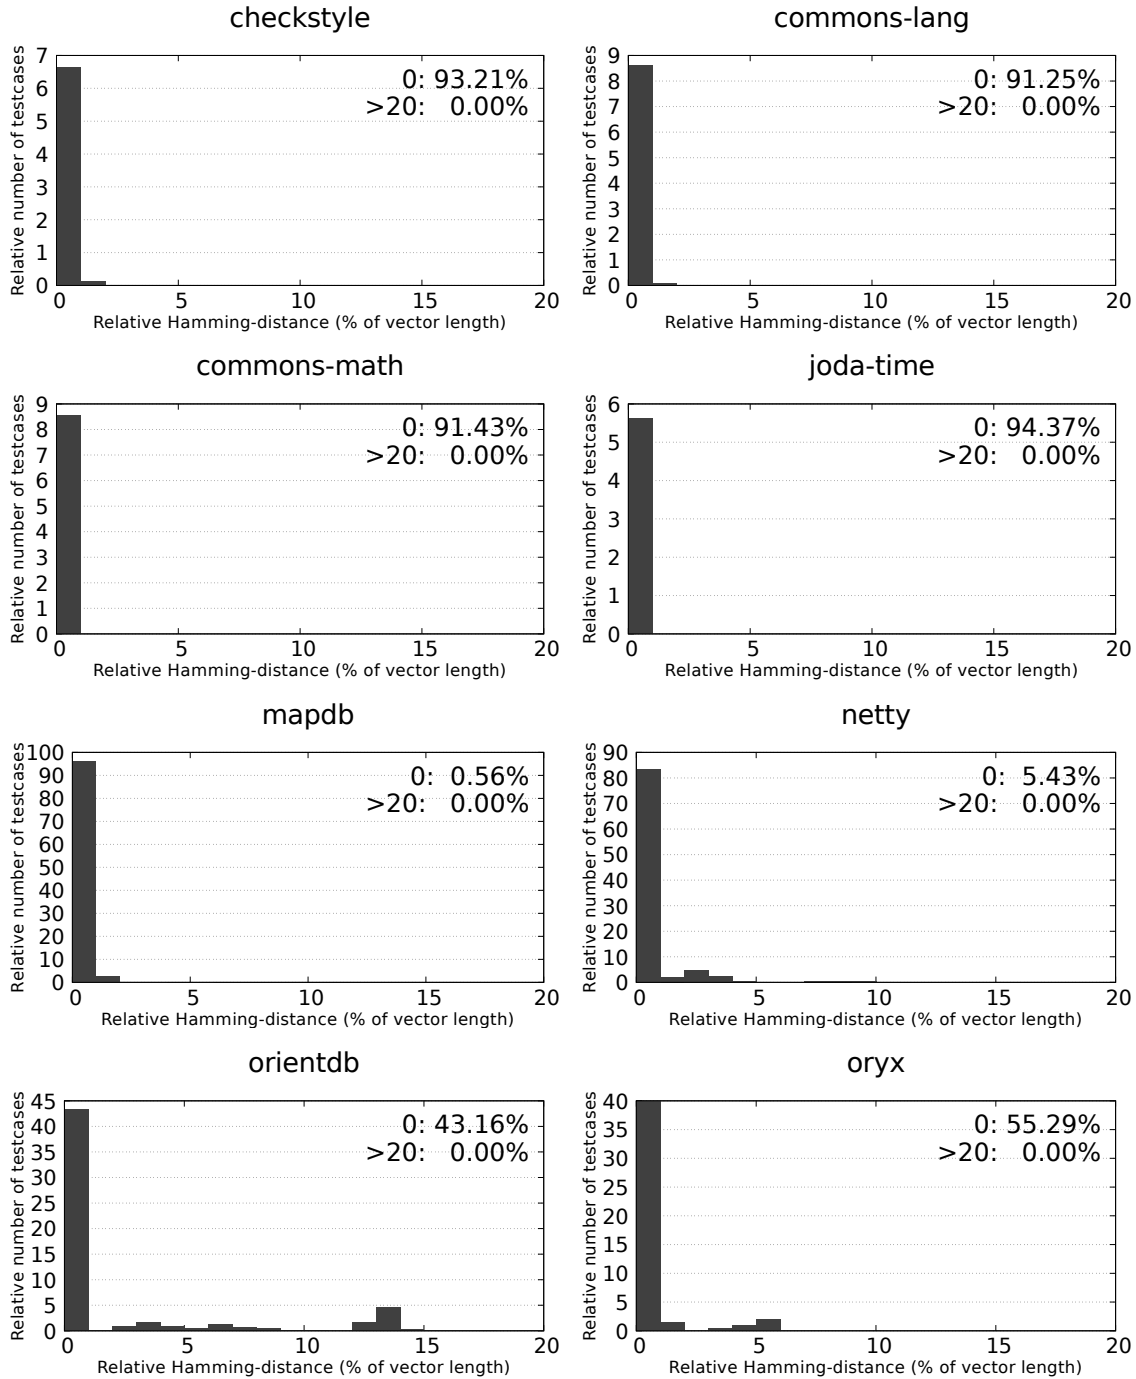 checkstyle
Relative number of testcases
7
6
5
4
3
2
1
0
0: 93.21%
>20: 0.00%
0 5 10 15 20
Relative Hamming-distance (% of vector length)
commons-lang
Relative number of testcases
9
8
7
6
5
4
3
2
1
0
0: 91.25%
>20: 0.00%
0 5 10 15 20
Relative Hamming-distance (% of vector length)
commons-math
Relative number of testcases
9
8
7
6
5
4
3
2
1
0
0: 91.43%
>20: 0.00%
0 5 10 15 20
Relative Hamming-distance (% of vector length)
joda-time
Relative number of testcases
6
5
4
3
2
1
0
0: 94.37%
>20: 0.00%
0 5 10 15 20
Relative Hamming-distance (% of vector length)
mapdb
Relative number of testcases
100
90
80
70
60
50
40
30
20
10
0
0: 0.56%
>20: 0.00%
0 5 10 15 20
Relative Hamming-distance (% of vector length)
netty
Relative number of testcases
90
80
70
60
50
40
30
20
10
0
0: 5.43%
>20: 0.00%
0 5 10 15 20
Relative Hamming-distance (% of vector length)
orientdb
Relative number of testcases
45
40
35
30
25
20
15
10
5
0
0: 43.16%
>20: 0.00%
0 5 10 15 20
Relative Hamming-distance (% of vector length)
oryx
Relative number of testcases
40
35
30
25
20
15
10
5
0
0: 55.29%
>20: 0.00%
0 5 10 15 20
Relative Hamming-distance (% of vector length)